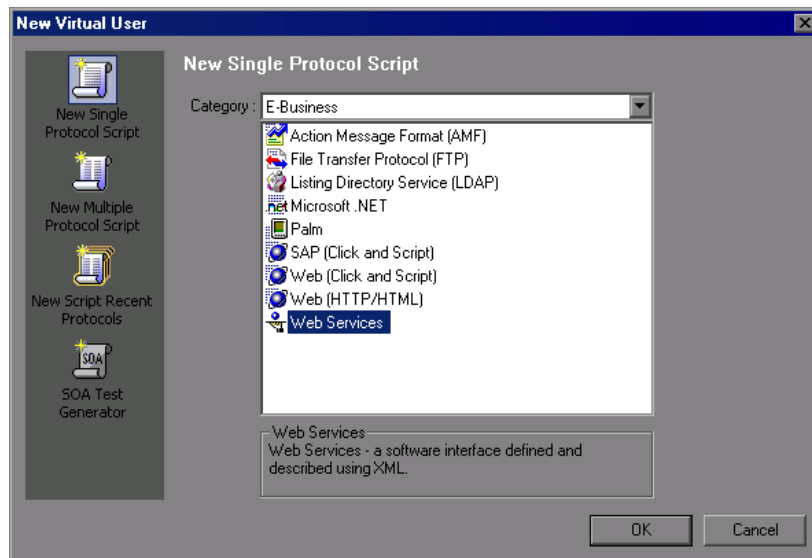 New Virtual User
New Single
Protocol Script
New Multiple
Protocol Script
New Script Recent
Protocols
SOA
SOA Test
Generator
New Single Protocol Script
Category : E-Business
Action Message Format (AMF)
File Transfer Protocol (FTP)
Listing Directory Service (LDAP)
.net Microsoft .NET
Palm
SAP (Click and Script)
Web (Click and Script)
Web (HTTP/HTML)
Web Services
Web Services
Web Services - a software interface defined and
described using XML.
OK Cancel